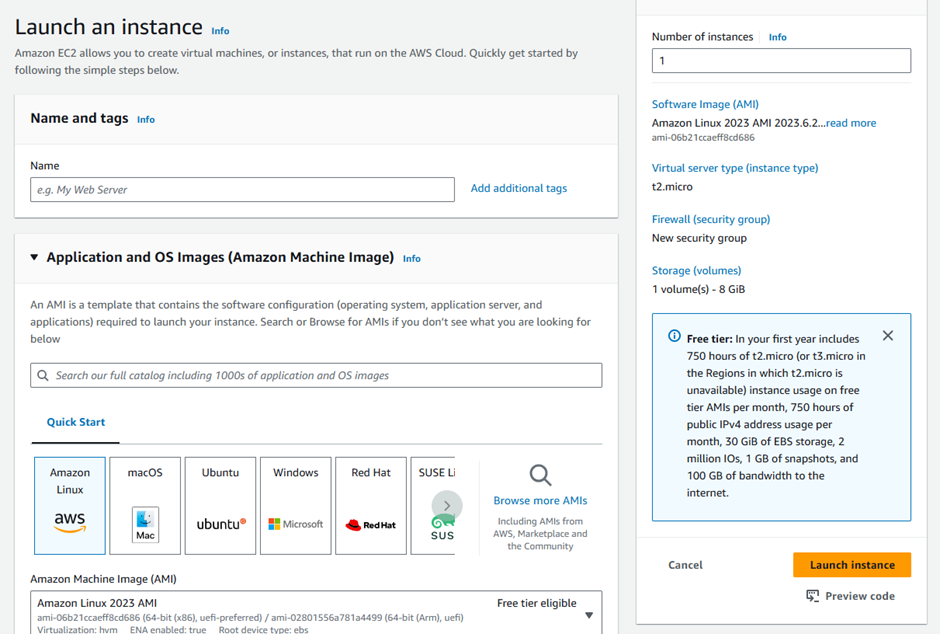 Launch an instance Info
Amazon EC2 allows you to create virtual machines, or instances, that run on the AWS Cloud. Quickly get started by
following the simple steps below.
Name and tags Info
Name
e.g. My Web Server
Add additional tags
Application and OS Images (Amazon Machine Image) Info
An AMI is a template that contains the software configuration (operating system, application server, and
applications) required to launch your instance. Search or Browse for AMIs if you don't see what you are looking for
below
Search our full catalog including 1000s of application and OS images
Quick Start
Amazon
Linux
aws
macOS
Mac
Ubuntu
ubuntu
Windows
Microsoft
Red Hat
Red Hat
SUSE Li
SUS
Browse more AMIs
Including AMIs from
AWS, Marketplace and
the Community
Amazon Machine Image (AMI)
Amazon Linux 2023 AMI
Free tier eligible
ami-06b21ccaeff8cd686 (64-bit (x86), uefi-preferred) / ami-02801556a781a4499 (64-bit (Arm), uefi)
Virtualization: hvm ENA enabled: true Root device type: ebs
Number of instances Info
1
Software Image (AMI)
Amazon Linux 2023 AMI 2023.6.2...read more
ami-06b21ccaeff8cd686
Virtual server type (instance type)
t2.micro
Firewall (security group)
New security group
Storage (volumes)
1 volume(s) - 8 GiB
Free tier: In your first year includes
750 hours of t2.micro (or t3.micro in
the Regions in which t2.micro is
unavailable) instance usage on free
tier AMIs per month, 750 hours of
public IPv4 address usage per
month, 30 GiB of EBS storage, 2
million IOs, 1 GB of snapshots, and
100 GB of bandwidth to the
internet.
Cancel
Launch instance
Preview code